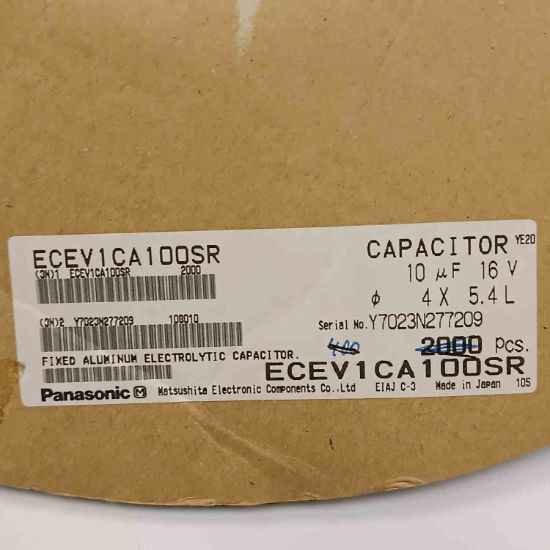 ECEV1CA100SR
CAPACITOR YE20
(3N)1 ECEV1CA100SR 2000
10 μF 16 V
φ 4 X 5.4 L
(3N)2 Y7023N277209 108010
Serial No. Y7023N277209
FIXED ALUMINUM ELECTROLYTIC CAPACITOR.
400 2000 pcs.
ECEV1CA100SR
Panasonic M Matsushita Electronic Components Co.,Ltd EIAJ C-3 Made in Japan 105